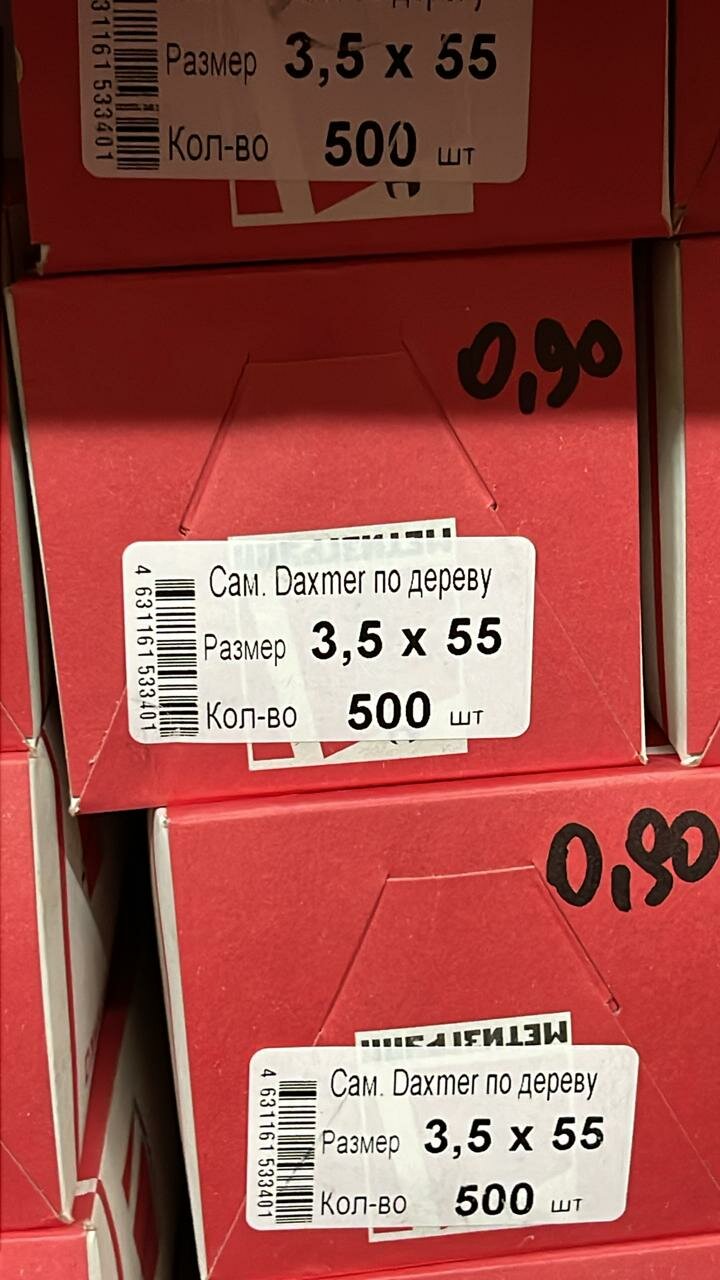 Размер 3,5 x 55
Кол-во 500 шт
31161 533401
0,90
Сам. Daxmer по дереву
Размер 3,5 x 55
Кол-во 500 шт
4 631161 533401
0,90
Сам. Daxmer по дереву
Размер 3,5 x 55
Кол-во 500 шт
4 631161 533401